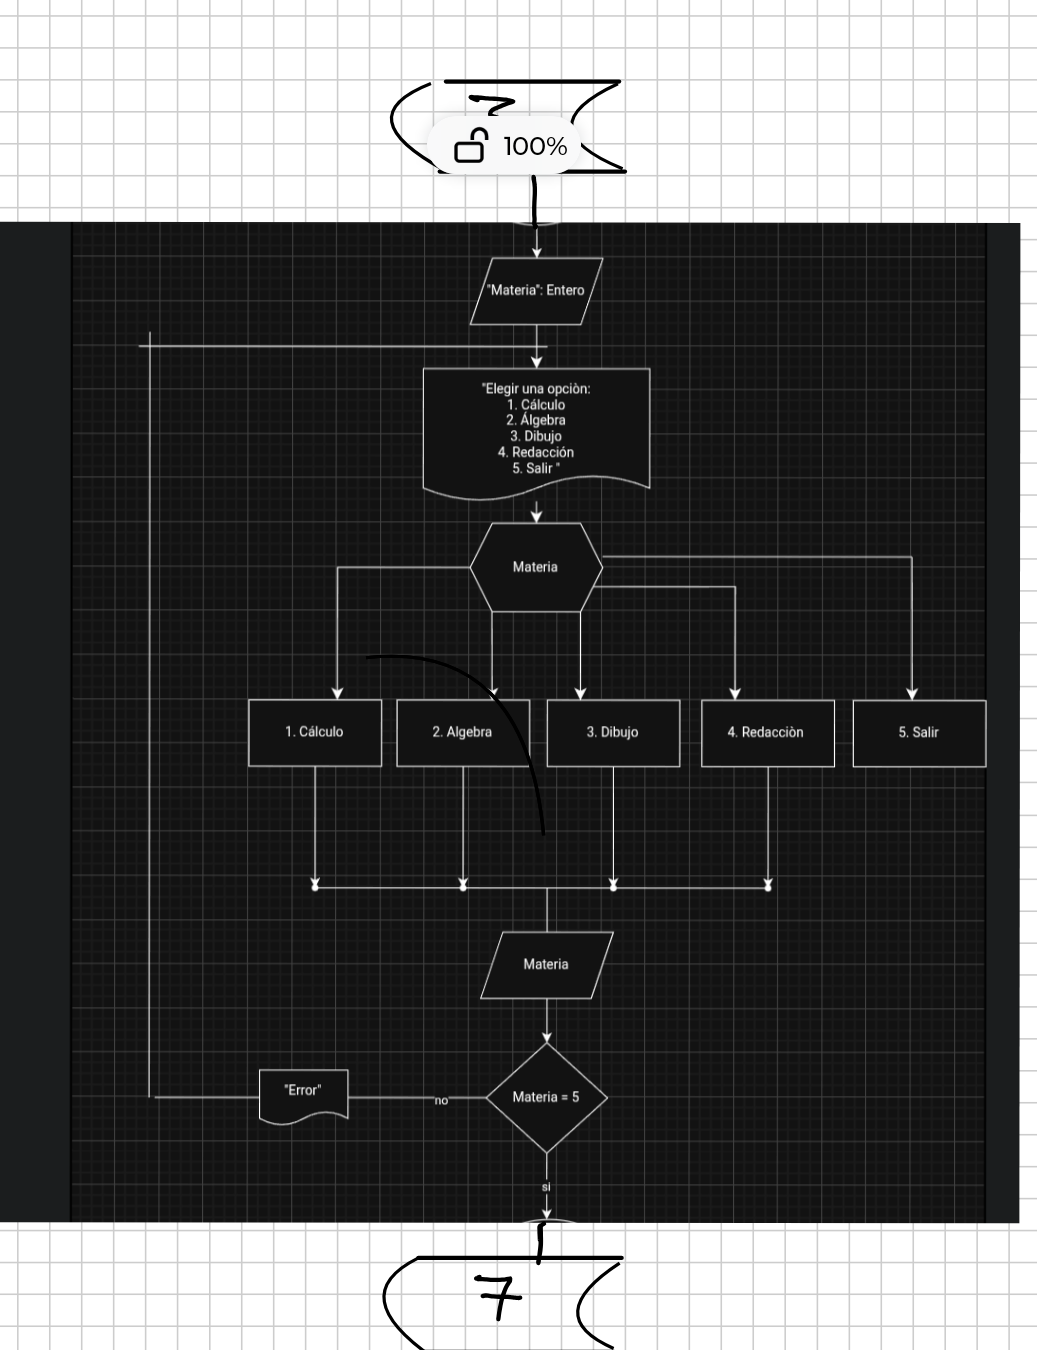 100%
"Materia": Entero
"Elegir una opciòn:
1. Cálculo
2. Álgebra
3. Dibujo
4. Redacción
5. Salir "
Materia
1. Cálculo
2. Algebra
3. Dibujo
4. Redacciòn
5. Salir
Materia
"Error"
no
Materia = 5
si
7